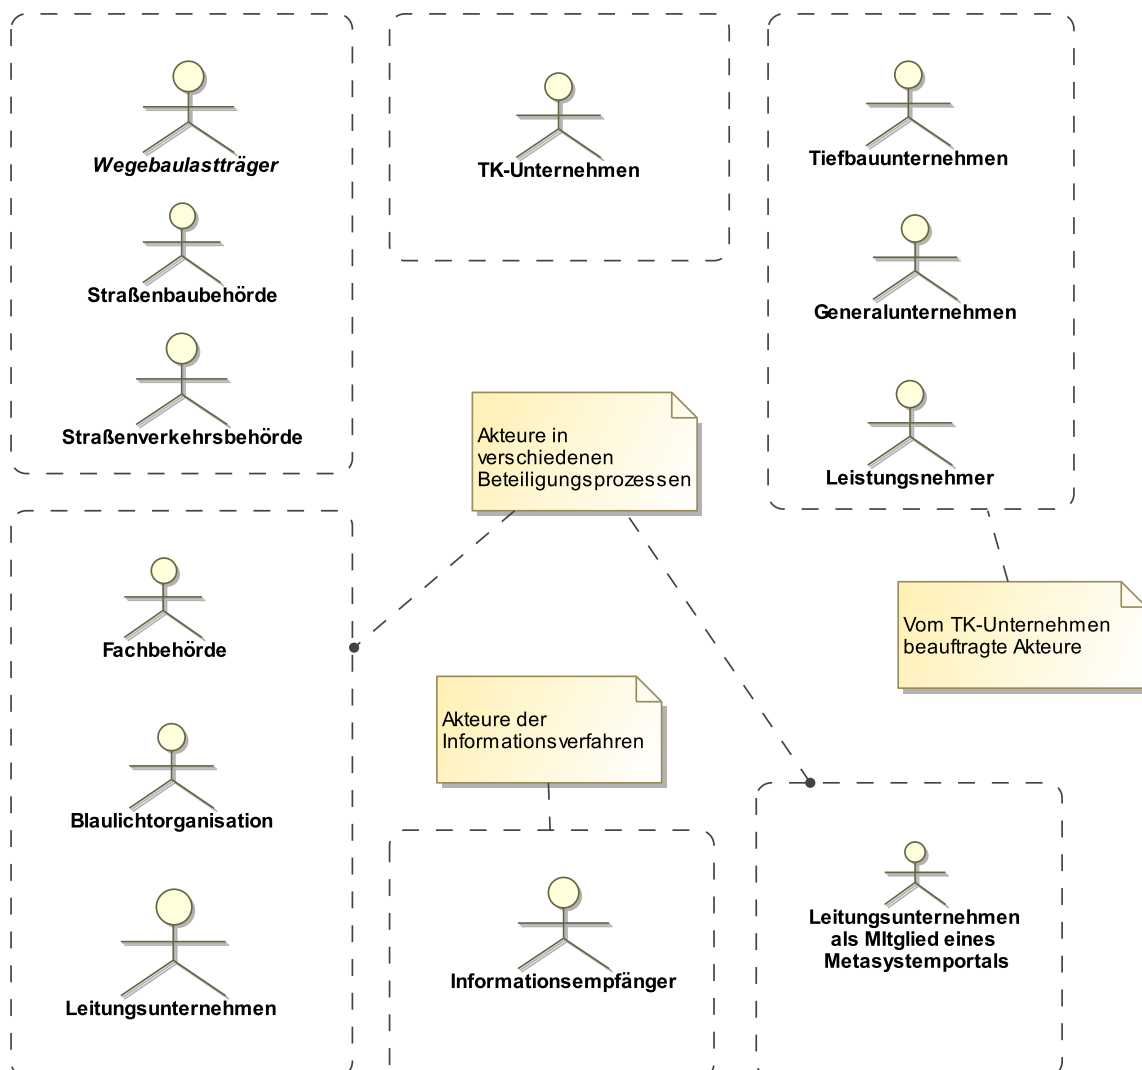 Wegebaulastträger
Straßenbaubehörde
Straßenverkehrsbehörde
TK-Unternehmen
Tiefbauunternehmen
Generalunternehmen
Leistungsnehmer
Akteure in
verschiedenen
Beteiligungsprozessen
Vom TK-Unternehmen
beauftragte Akteure
Fachbehörde
Blaulichtorganisation
Leitungsunternehmen
Akteure der
Informationsverfahren
Informationsempfänger
Leitungsunternehmen
als MItglied eines
Metasystemportals